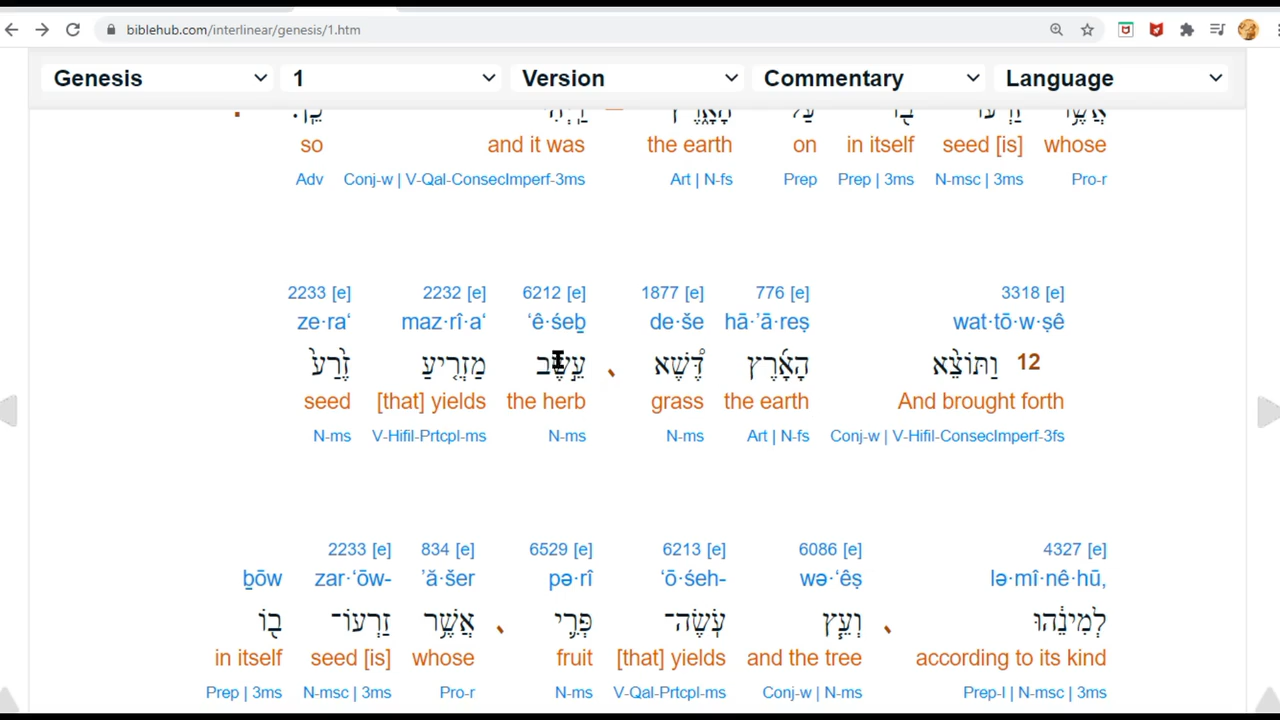 biblehub.com/interlinear/genesis/1.htm
Genesis 1 Version Commentary Language
so and it was the earth on in itself seed [is] whose
Adv Conj-w | V-Qal-ConsecImperf-3ms Art | N-fs Prep Prep | 3ms N-msc | 3ms Pro-r
2233 [e] 2232 [e] 6212 [e] 1877 [e] 776 [e] 3318 [e]
ze·ra‘ maz·rî·a‘ ‘ê·śeḇ de·še hā·’ā·reṣ wat·tō·w·ṣê
12 וַתּוֹצֵ֨א הָאָ֜רֶץ דֶּ֠שֶׁא ، עֵ֣שֶׂב מַזְרִ֤יעַ זֶ֙רַע֙
seed [that] yields the herb grass the earth And brought forth
N-ms V-Hifil-Prtcpl-ms N-ms N-ms Art | N-fs Conj-w | V-Hifil-ConsecImperf-3fs
2233 [e] 834 [e] 6529 [e] 6213 [e] 6086 [e] 4327 [e]
ḇōw zar·‘ōw- ’ă·šer pə·rî ‘ō·śeh- wə·‘êṣ lə·mî·nê·hū,
לְמִינֵ֔הוּ ، וְעֵ֧ץ עֹֽשֶׂה־ פְּרִ֛י ، אֲשֶׁ֥ר זַרְעוֹ־ ב֖וֹ
in itself seed [is] whose fruit [that] yields and the tree according to its kind
Prep | 3ms N-msc | 3ms Pro-r N-ms V-Qal-Prtcpl-ms Conj-w | N-ms Prep-l | N-msc | 3ms